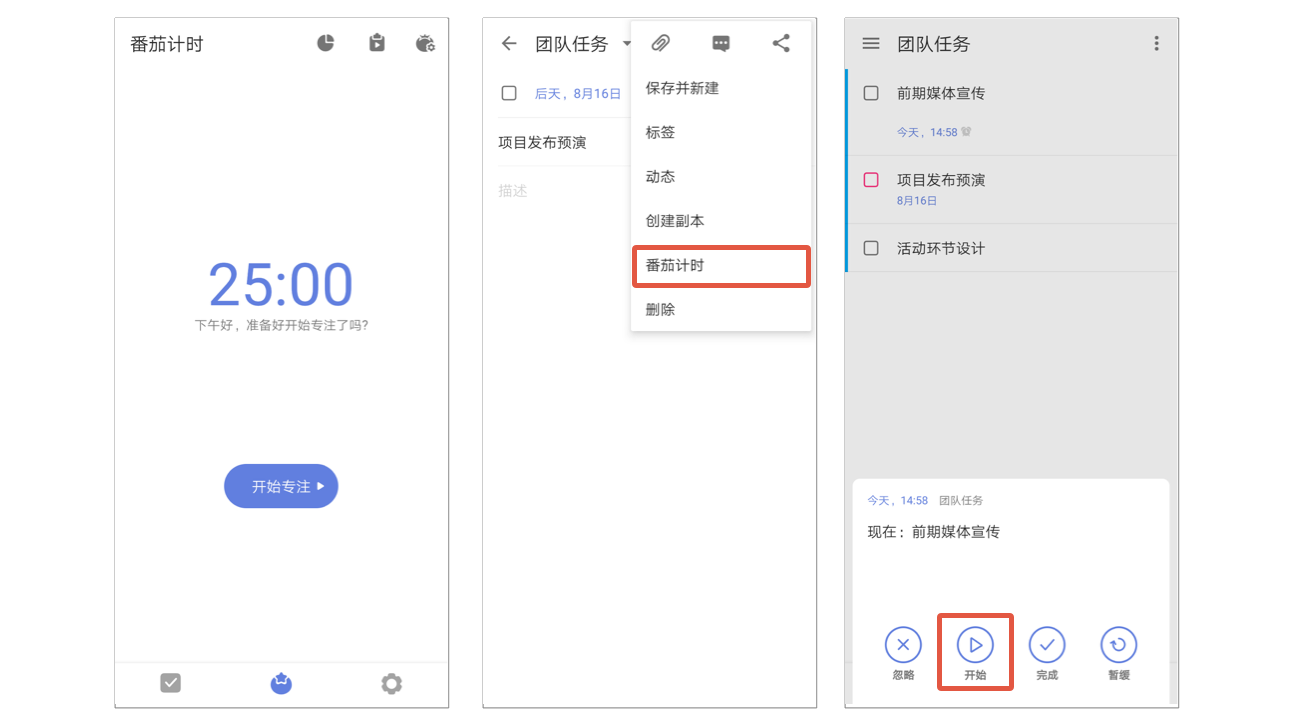 番茄计时
25:00
下午好，准备好开始专注了吗?
开始专注
团队任务
后天，8月16日
项目发布预演
描述
保存并新建
标签
动态
创建副本
番茄计时
删除
团队任务
前期媒体宣传
今天，14:58
项目发布预演
8月16日
活动环节设计
今天，14:58 团队任务
现在：前期媒体宣传
忽略 开始 完成 暂缓